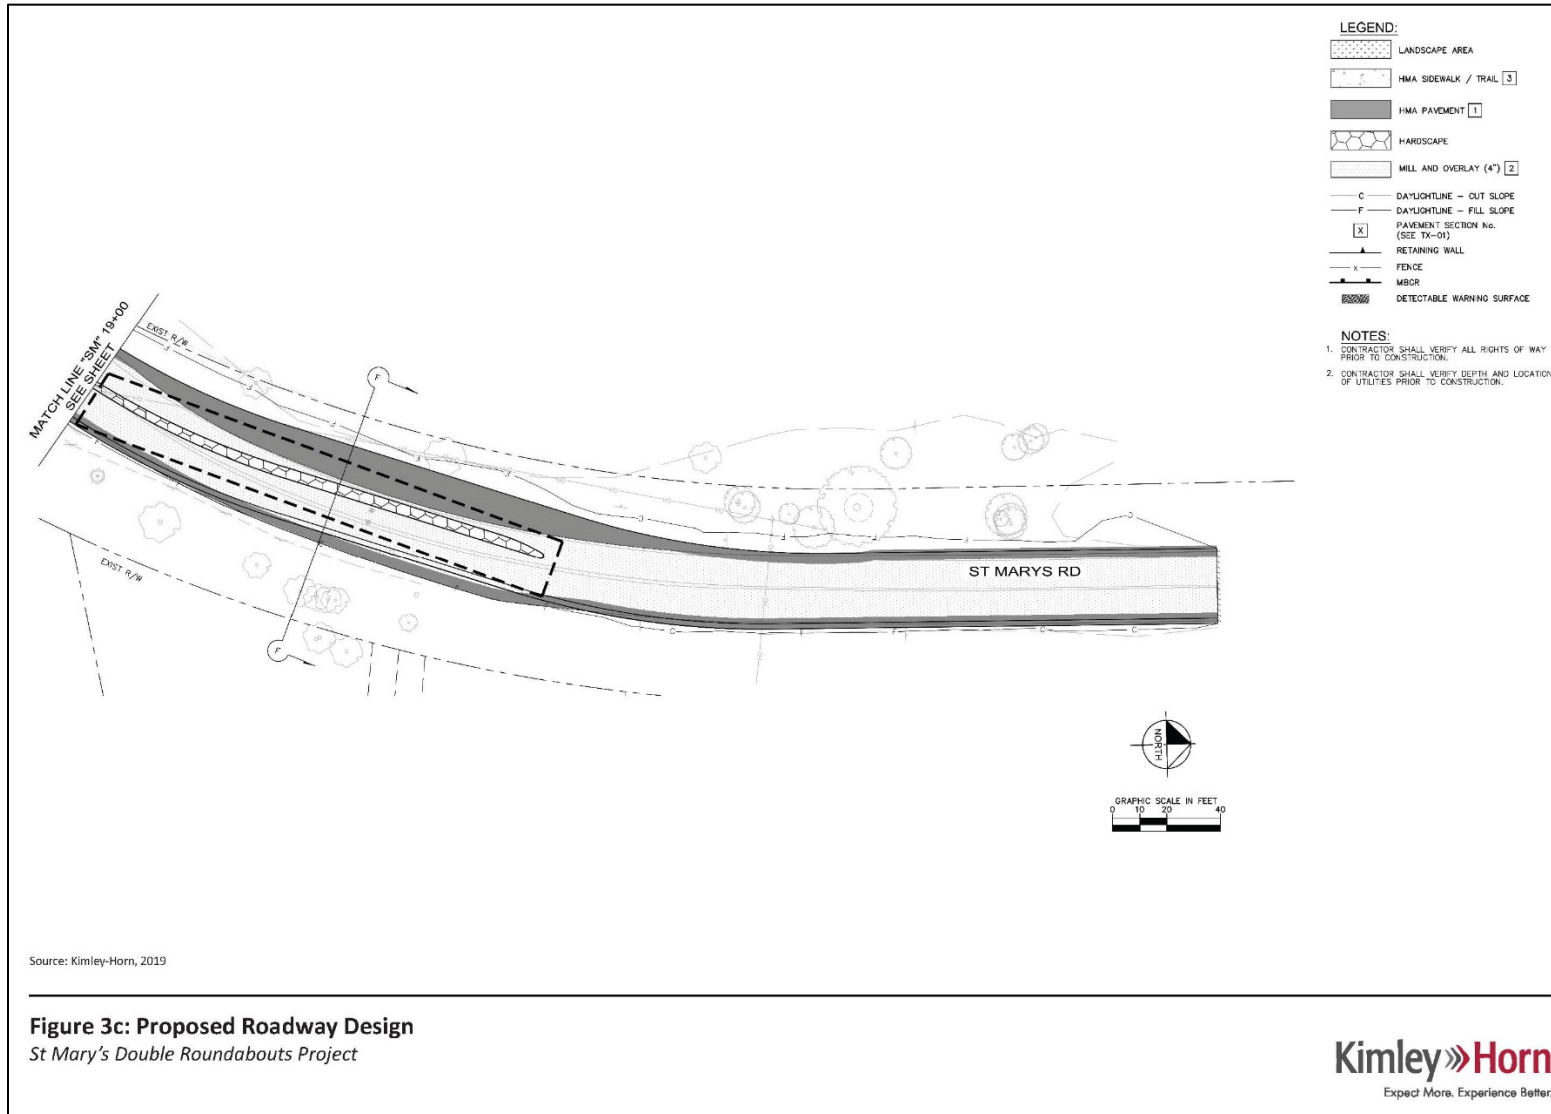 LEGEND:
LANDSCAPE AREA
HMA SIDEWALK / TRAIL 3
HMA PAVEMENT 1
HARDSCAPE
MILL AND OVERLAY (4") 2
C DAYLIGHTLINE - CUT SLOPE
F DAYLIGHTLINE - FILL SLOPE
X PAVEMENT SECTION No.
(SEE TX-01)
RETAINING WALL
x FENCE
MBGR
DETECTABLE WARNING SURFACE
NOTES:
1. CONTRACTOR SHALL VERIFY ALL RIGHTS OF WAY
PRIOR TO CONSTRUCTION.
2. CONTRACTOR SHALL VERIFY DEPTH AND LOCATION
OF UTILITIES PRIOR TO CONSTRUCTION.
MATCH LINE "SM" 19+00
SEE SHEET
EXIST R/W
F
EXIST R/W
F
ST MARYS RD
C
F
F
C
C
NORTH
GRAPHIC SCALE IN FEET
0 10 20 40
Source: Kimley-Horn, 2019
Figure 3c: Proposed Roadway Design
St Mary's Double Roundabouts Project
Kimley»Horn
Expect More. Experience Better.